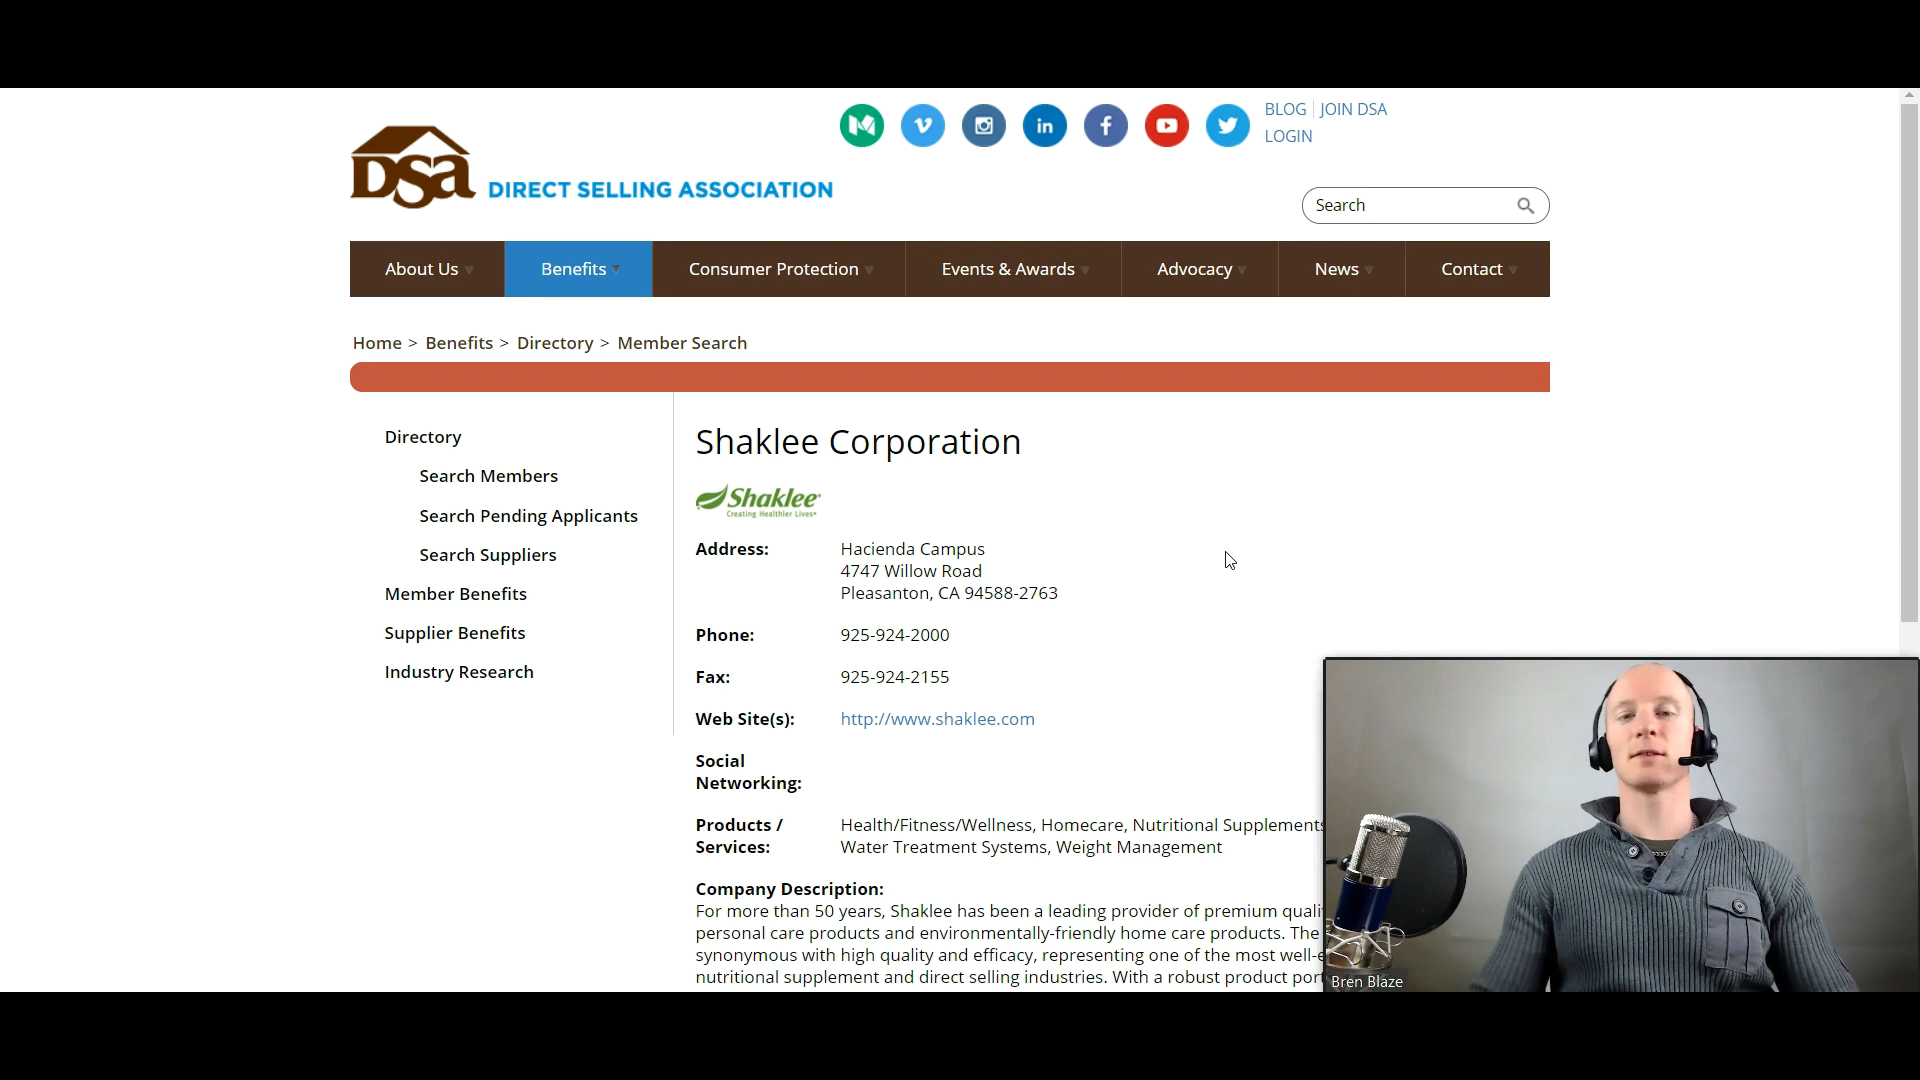 BLOG JOIN DSA
LOGIN
DSA DIRECT SELLING ASSOCIATION
Search
About Us Benefits Consumer Protection Events & Awards Advocacy News Contact
Home > Benefits > Directory > Member Search
Directory
Search Members
Search Pending Applicants
Search Suppliers
Member Benefits
Supplier Benefits
Industry Research
Shaklee Corporation
Shaklee
Creating Healthier Lives
Address: Hacienda Campus
4747 Willow Road
Pleasanton, CA 94588-2763
Phone: 925-924-2000
Fax: 925-924-2155
Web Site(s): http://www.shaklee.com
Social
Networking:
Products / Health/Fitness/Wellness, Homecare, Nutritional Supplements
Services: Water Treatment Systems, Weight Management
Company Description:
For more than 50 years, Shaklee has been a leading provider of premium quali
personal care products and environmentally-friendly home care products. The
synonymous with high quality and efficacy, representing one of the most well-e
nutritional supplement and direct selling industries. With a robust product por
Bren Blaze